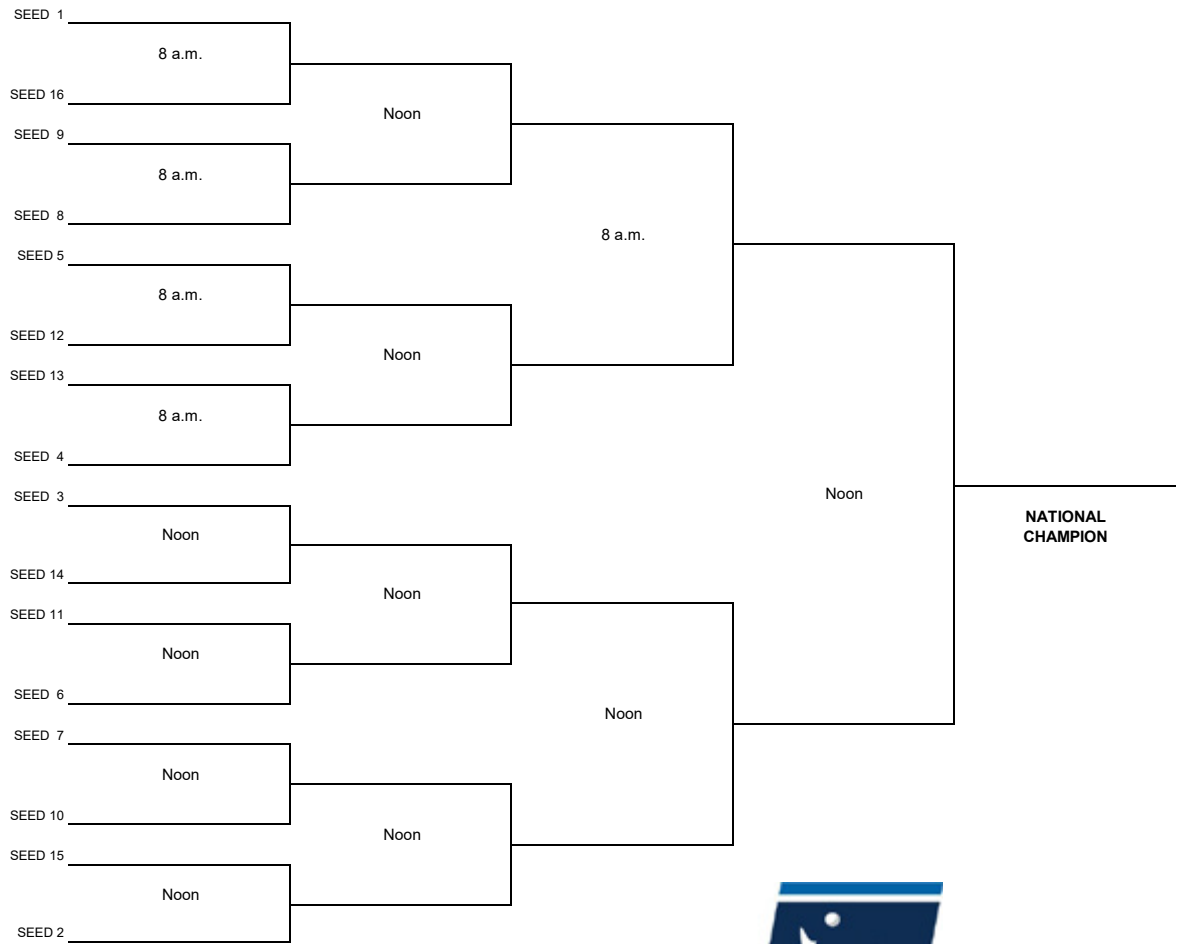 SEED 1
8 a.m.
SEED 16
Noon
SEED 9
8 a.m.
SEED 8
8 a.m.
SEED 5
8 a.m.
SEED 12
Noon
SEED 13
8 a.m.
SEED 4
SEED 3
Noon
NATIONAL
CHAMPION
Noon
SEED 14
Noon
SEED 11
Noon
SEED 6
Noon
SEED 7
Noon
SEED 10
Noon
SEED 15
Noon
SEED 2